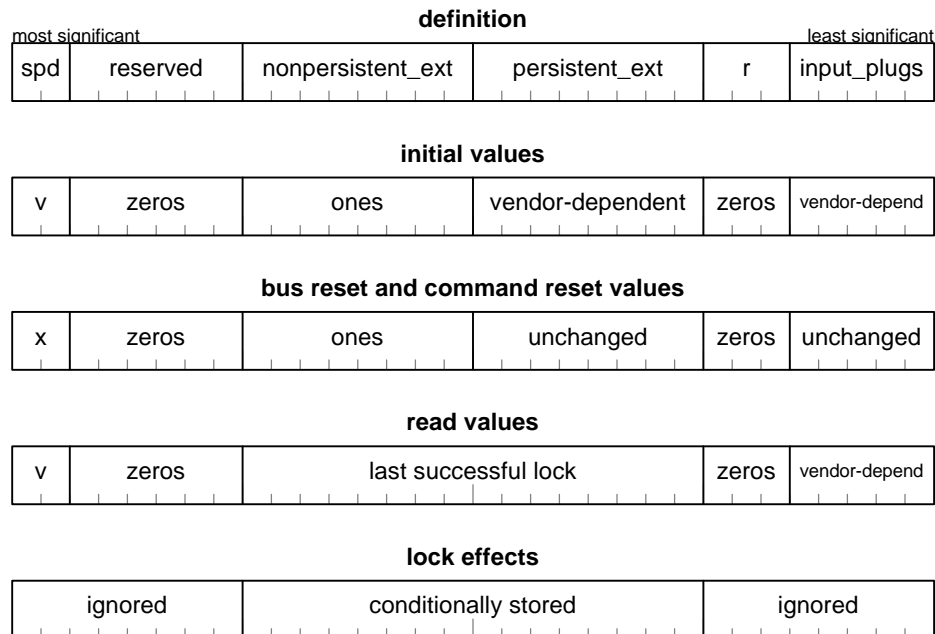 definition
most significant least significant
spd reserved nonpersistent_ext persistent_ext r input_plugs
initial values
v zeros ones vendor-dependent zeros vendor-depend
bus reset and command reset values
x zeros ones unchanged zeros unchanged
read values
v zeros last successful lock zeros vendor-depend
lock effects
ignored conditionally stored ignored